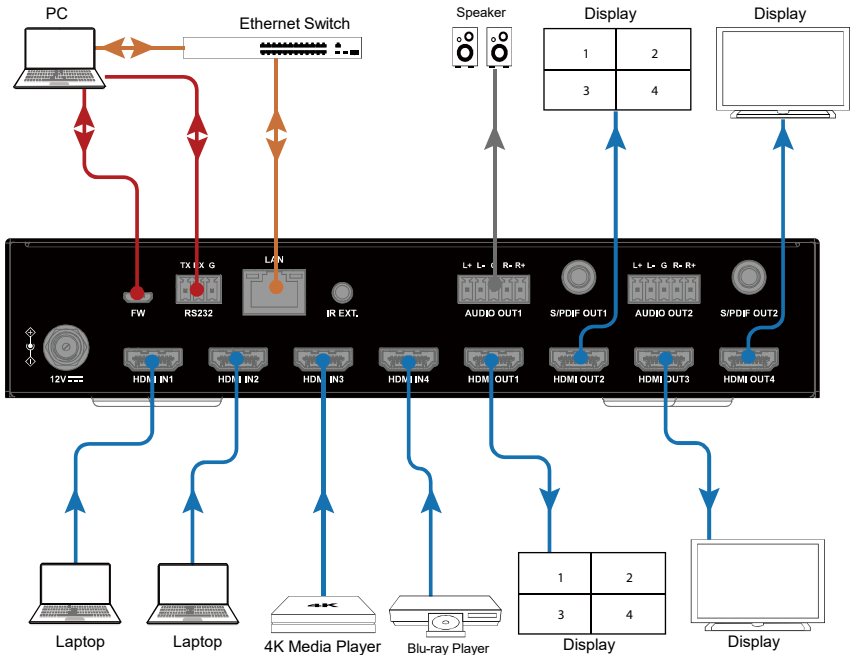 PC
Ethernet Switch
Speaker
Display
Display
1 2
3 4
TX RX G
LAN
L+ L- G R- R+
L+ L- G R- R+
FW
RS232
IR EXT.
AUDIO OUT1
S/PDIF OUT1
AUDIO OUT2
S/PDIF OUT2
12V
HDMI IN1
HDMI IN2
HDMI IN3
HDMI IN4
HDMI OUT1
HDMI OUT2
HDMI OUT3
HDMI OUT4
1 2
3 4
4K
Laptop
Laptop
4K Media Player
Blu-ray Player
Display
Display